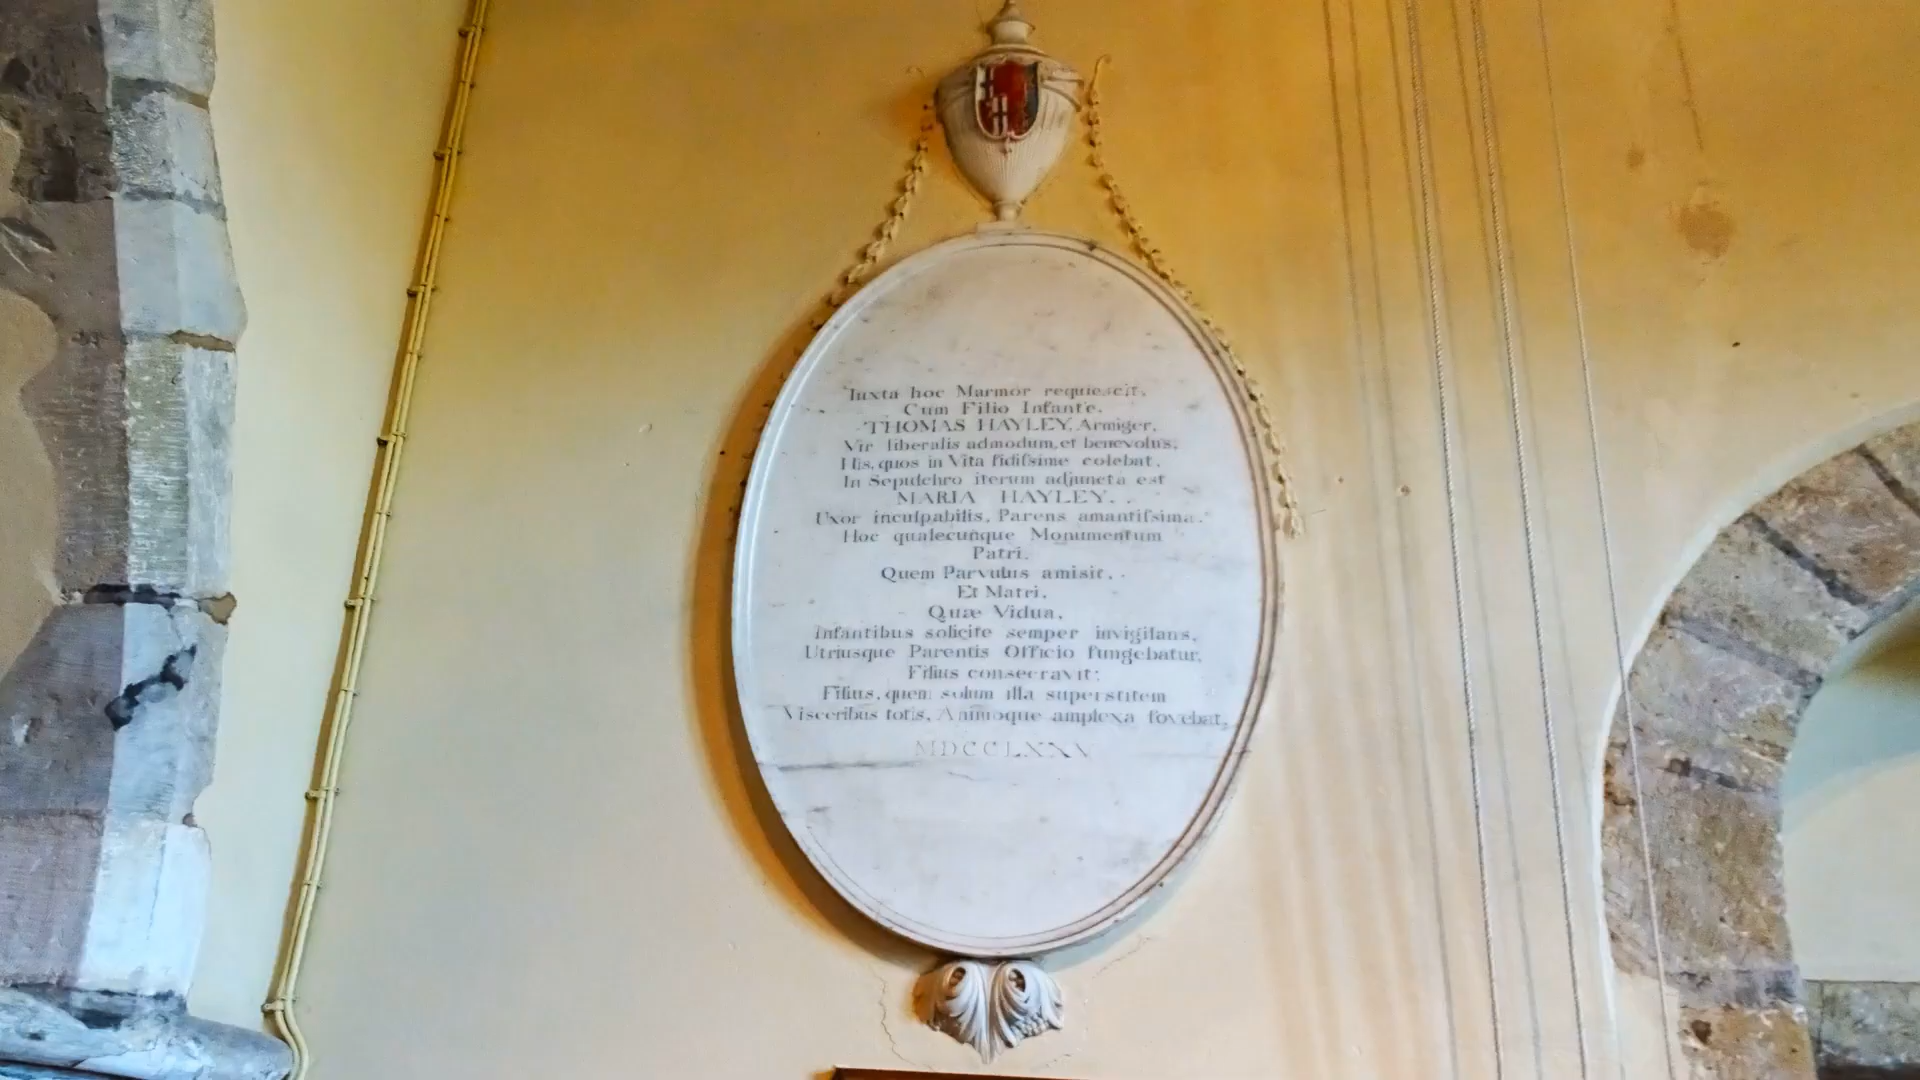 Iuxta hoc Marmor requiescit,
Cum Filio Infante,
THOMAS HAYLEY, Armiger,
Vir liberalis admodum, et benevolus,
His, quos in Vita fidiſsime colebat,
In Sepulchro iterum adjuncta est
MARIA HAYLEY,
Uxor inculpabilis, Parens amantiſsima.
Hoc qualecunque Monumentum
Patri,
Quem Parvulus amisit,
Et Matri,
Quæ Vidua,
Infantibus solicite semper invigilans,
Utriusque Parentis Officio fungebatur,
Filius consecravit:
Filius, quem solum illa superstitem
Visceribus totis, Animoque amplexa fovebat,
MDCCLXXV